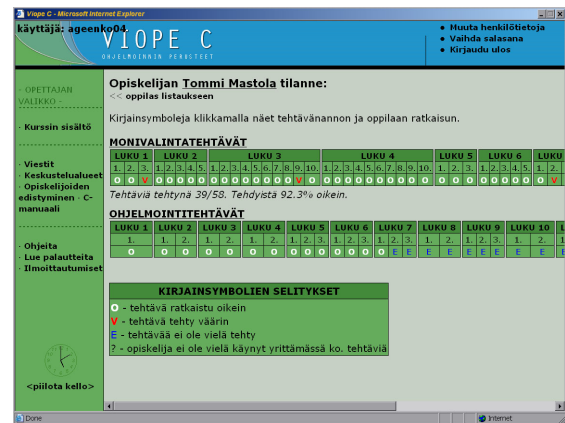 Viope C - Microsoft Internet Explorer
käyttäjä: ageenko04
VIOPE C
OHJELMOINNIN PERUSTEET
• Muuta henkilötietoja
• Vaihda salasana
• Kirjaudu ulos
- OPETTAJAN
VALIKKO -
· Kurssin sisältö
· Viestit
· Keskustelualueet
· Opiskelijoiden
edistyminen · C-
manuaali
· Ohjeita
· Lue palautteita
· Ilmoittautumiset
<piilota kello>
Opiskelijan Tommi Mastola tilanne:
<< oppilas listaukseen
Kirjainsymboleja klikkamalla näet tehtävänannon ja oppilaan ratkaisun.
MONIVALINTATEHTÄVÄT
LUKU 1 LUKU 2 LUKU 3 LUKU 4 LUKU 5 LUKU 6 LUKU
1. 2. 3. 1. 2. 3. 4. 5. 1. 2. 3. 4. 5. 6. 7. 8. 9. 10. 1. 2. 3. 4. 5. 6. 7. 8. 9. 10. 11. 12. 1. 2. 3. 4. 1. 2. 3. 4. 5. 1. 2.
O O V O O O O O O O O O O O O O V O O O O O O O O O O O O O O O O O O O O O O O V
Tehtäviä tehtynä 39/58. Tehdyistä 92.3% oikein.
OHJELMOINTITEHTÄVÄT
LUKU 1 LUKU 2 LUKU 3 LUKU 4 LUKU 5 LUKU 6 LUKU 7 LUKU 8 LUKU 9 LUKU 10 LUKU
1. 1. 2. 1. 2. 1. 2. 1. 2. 3. 1. 2. 3. 1. 2. 3. 1. 2. 1. 2. 3. 1. 2. 1.
O O O O O O O O O O O O O O E E E E E E E E E E
KIRJAINSYMBOLIEN SELITYKSET
O - tehtävä ratkaistu oikein
V - tehtävä tehty väärin
E - tehtävää ei ole vielä tehty
? - opiskelija ei ole vielä käynyt yrittämässä ko. tehtäviä
Done
Internet